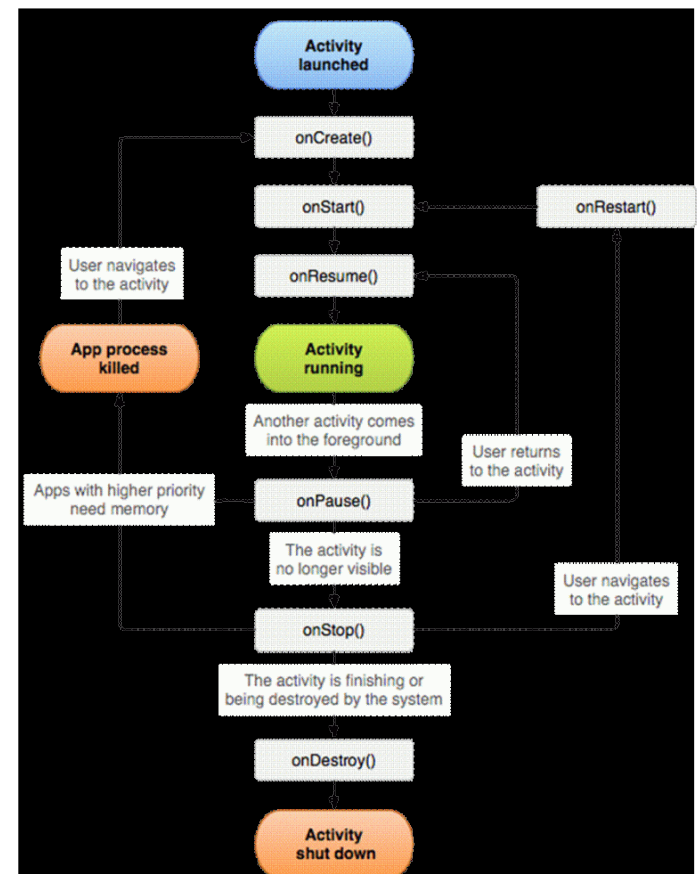 Activity
launched
onCreate()
onStart()
onRestart()
User navigates
to the activity
onResume()
App process
killed
Activity
running
Another activity comes
into the foreground
User returns
to the activity
Apps with higher priority
need memory
onPause()
The activity is
no longer visible
User navigates
to the activity
onStop()
The activity is finishing or
being destroyed by the system
onDestroy()
Activity
shut down